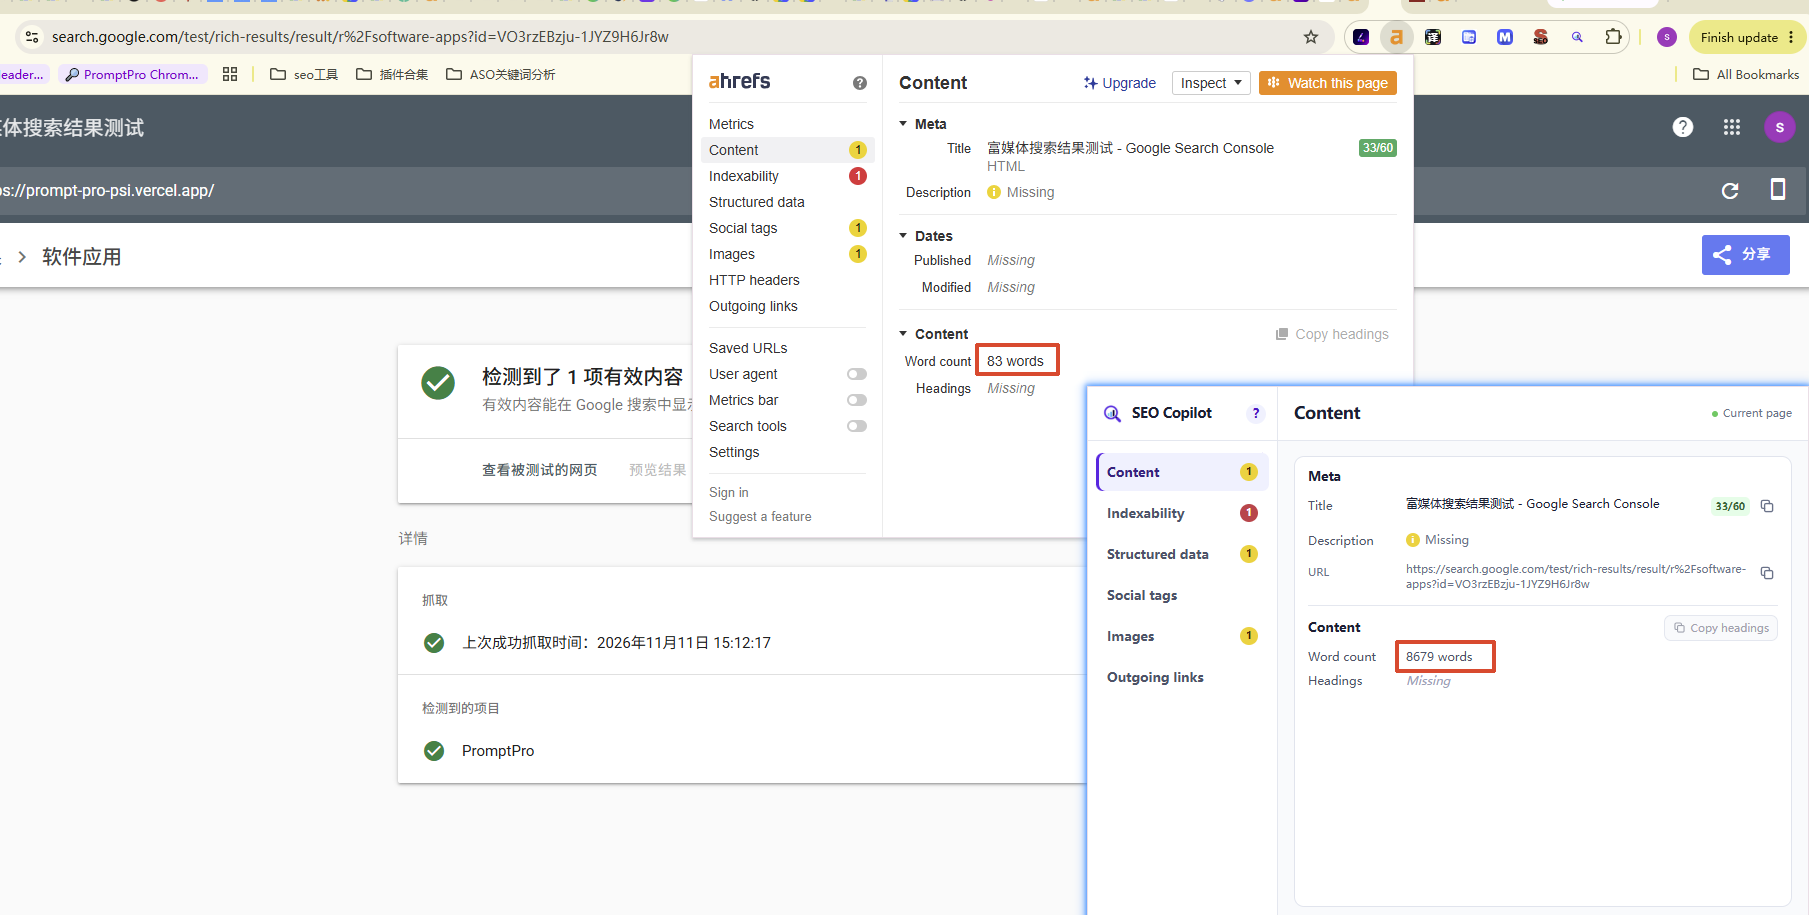 search.google.com/test/rich-results/result/r%2Fsoftware-apps?id=VO3rzEBzju-1JYZ9H6Jr8w
Finish update
eader...
PromptPro Chrom...
seo工具
插件合集
ASO关键词分析
All Bookmarks
媒体搜索结果测试
s://prompt-pro-psi.vercel.app/
软件应用
分享
检测到了 1 项有效内容
有效内容能在 Google 搜索中显示
查看被测试的网页
预览结果
详情
抓取
上次成功抓取时间：2026年11月11日 15:12:17
检测到的项目
PromptPro
ahrefs
Metrics
Content 1
Indexability 1
Structured data
Social tags 1
Images 1
HTTP headers
Outgoing links
Saved URLs
User agent
Metrics bar
Search tools
Settings
Sign in
Suggest a feature
Content
Upgrade
Inspect
Watch this page
Meta
Title 富媒体搜索结果测试 - Google Search Console 33/60
HTML
Description Missing
Dates
Published Missing
Modified Missing
Content
Copy headings
Word count 83 words
Headings Missing
SEO Copilot ?
Content 1
Indexability 1
Structured data 1
Social tags
Images 1
Outgoing links
Content
Current page
Meta
Title 富媒体搜索结果测试 - Google Search Console 33/60
Description Missing
URL https://search.google.com/test/rich-results/result/r%2Fsoftware-
apps?id=VO3rzEBzju-1JYZ9H6Jr8w
Content
Copy headings
Word count 8679 words
Headings Missing